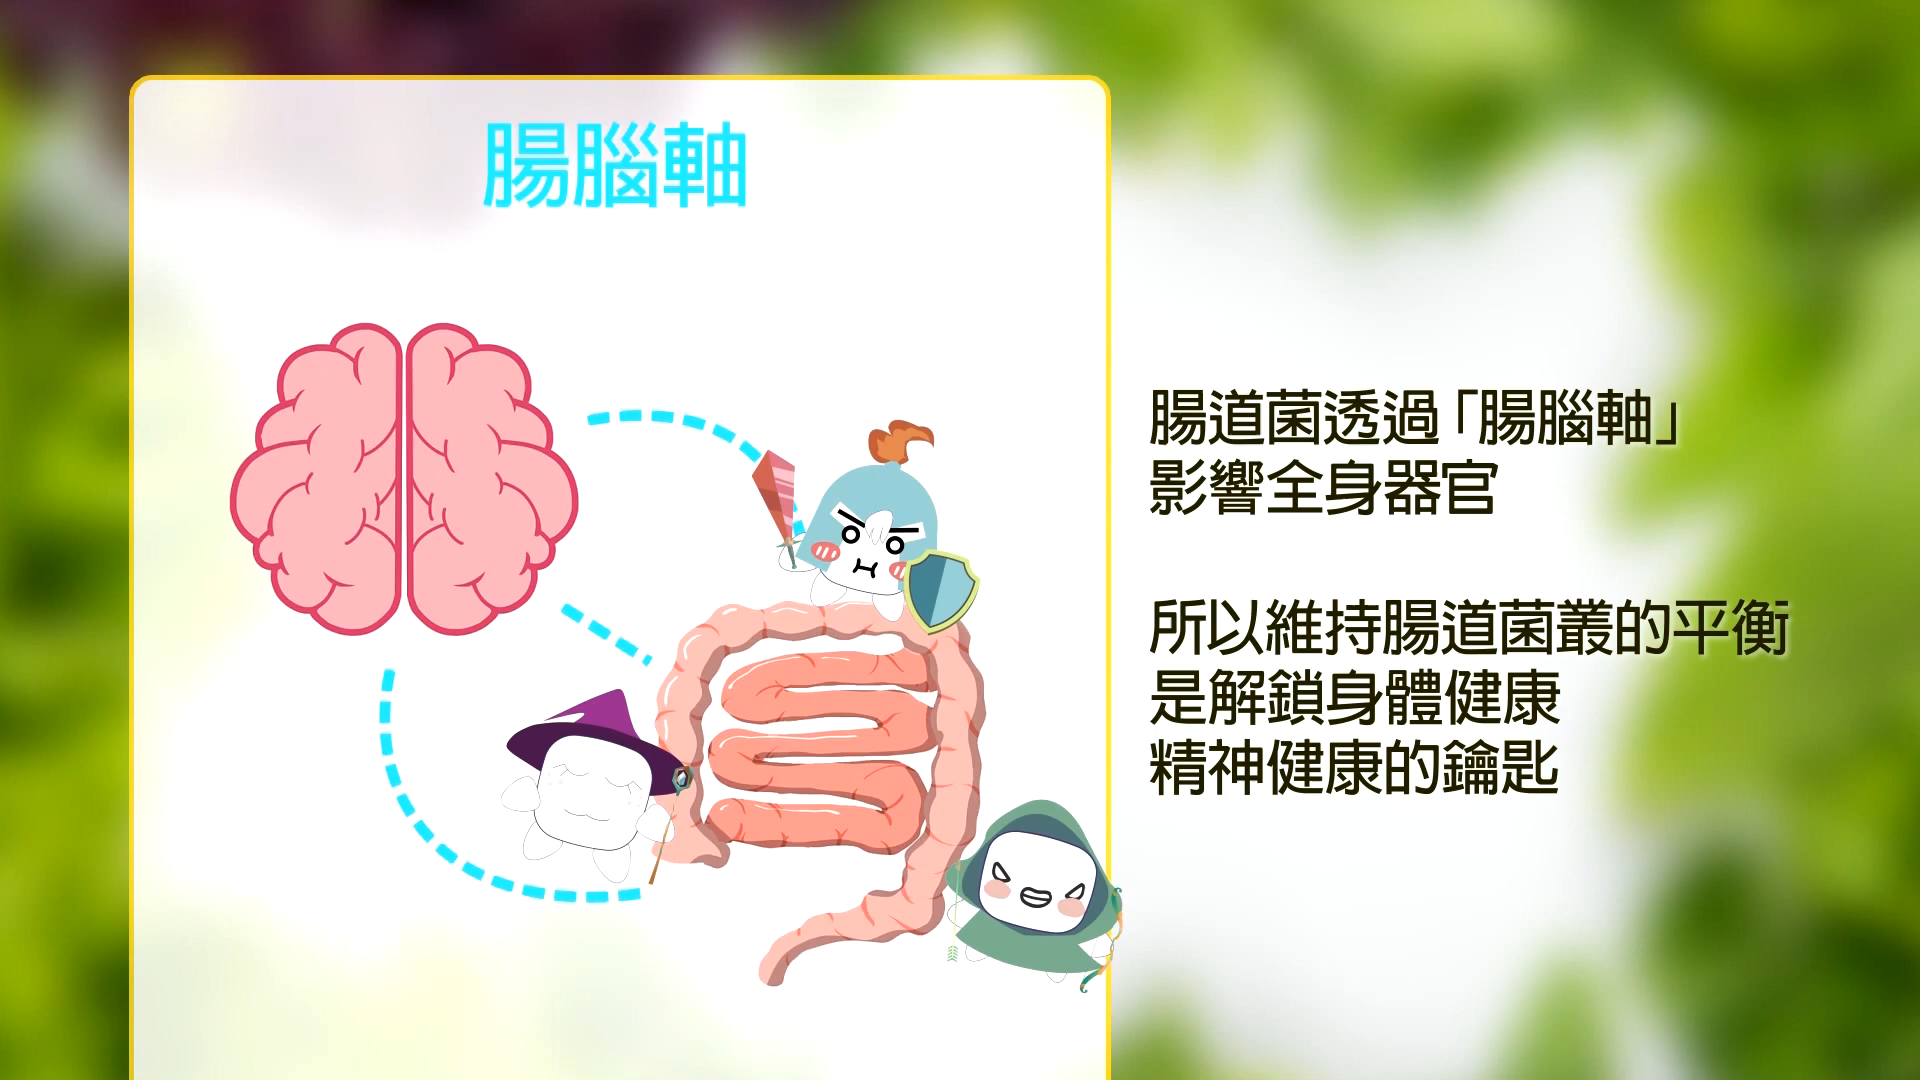 腸腦軸
腸道菌透過「腸腦軸」
影響全身器官
所以維持腸道菌叢的平衡
是解鎖身體健康
精神健康的鑰匙